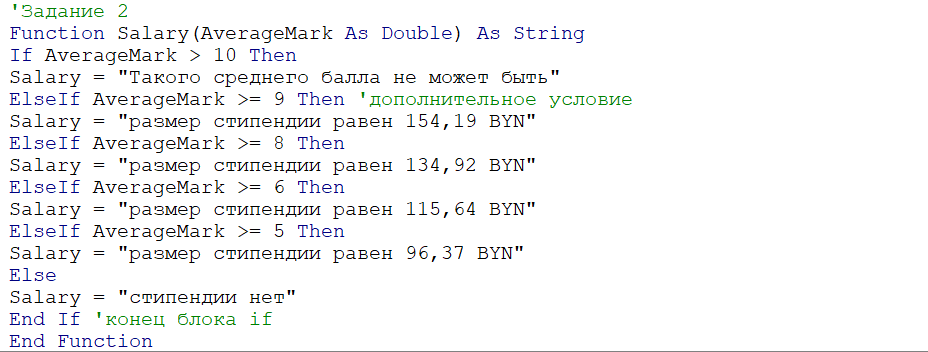 'Задание 2
Function Salary(AverageMark As Double) As String
If AverageMark > 10 Then
Salary = "Такого среднего балла не может быть"
ElseIf AverageMark >= 9 Then 'дополнительное условие
Salary = "размер стипендии равен 154,19 BYN"
ElseIf AverageMark >= 8 Then
Salary = "размер стипендии равен 134,92 BYN"
ElseIf AverageMark >= 6 Then
Salary = "размер стипендии равен 115,64 BYN"
ElseIf AverageMark >= 5 Then
Salary = "размер стипендии равен 96,37 BYN"
Else
Salary = "стипендии нет"
End If 'конец блока if
End Function